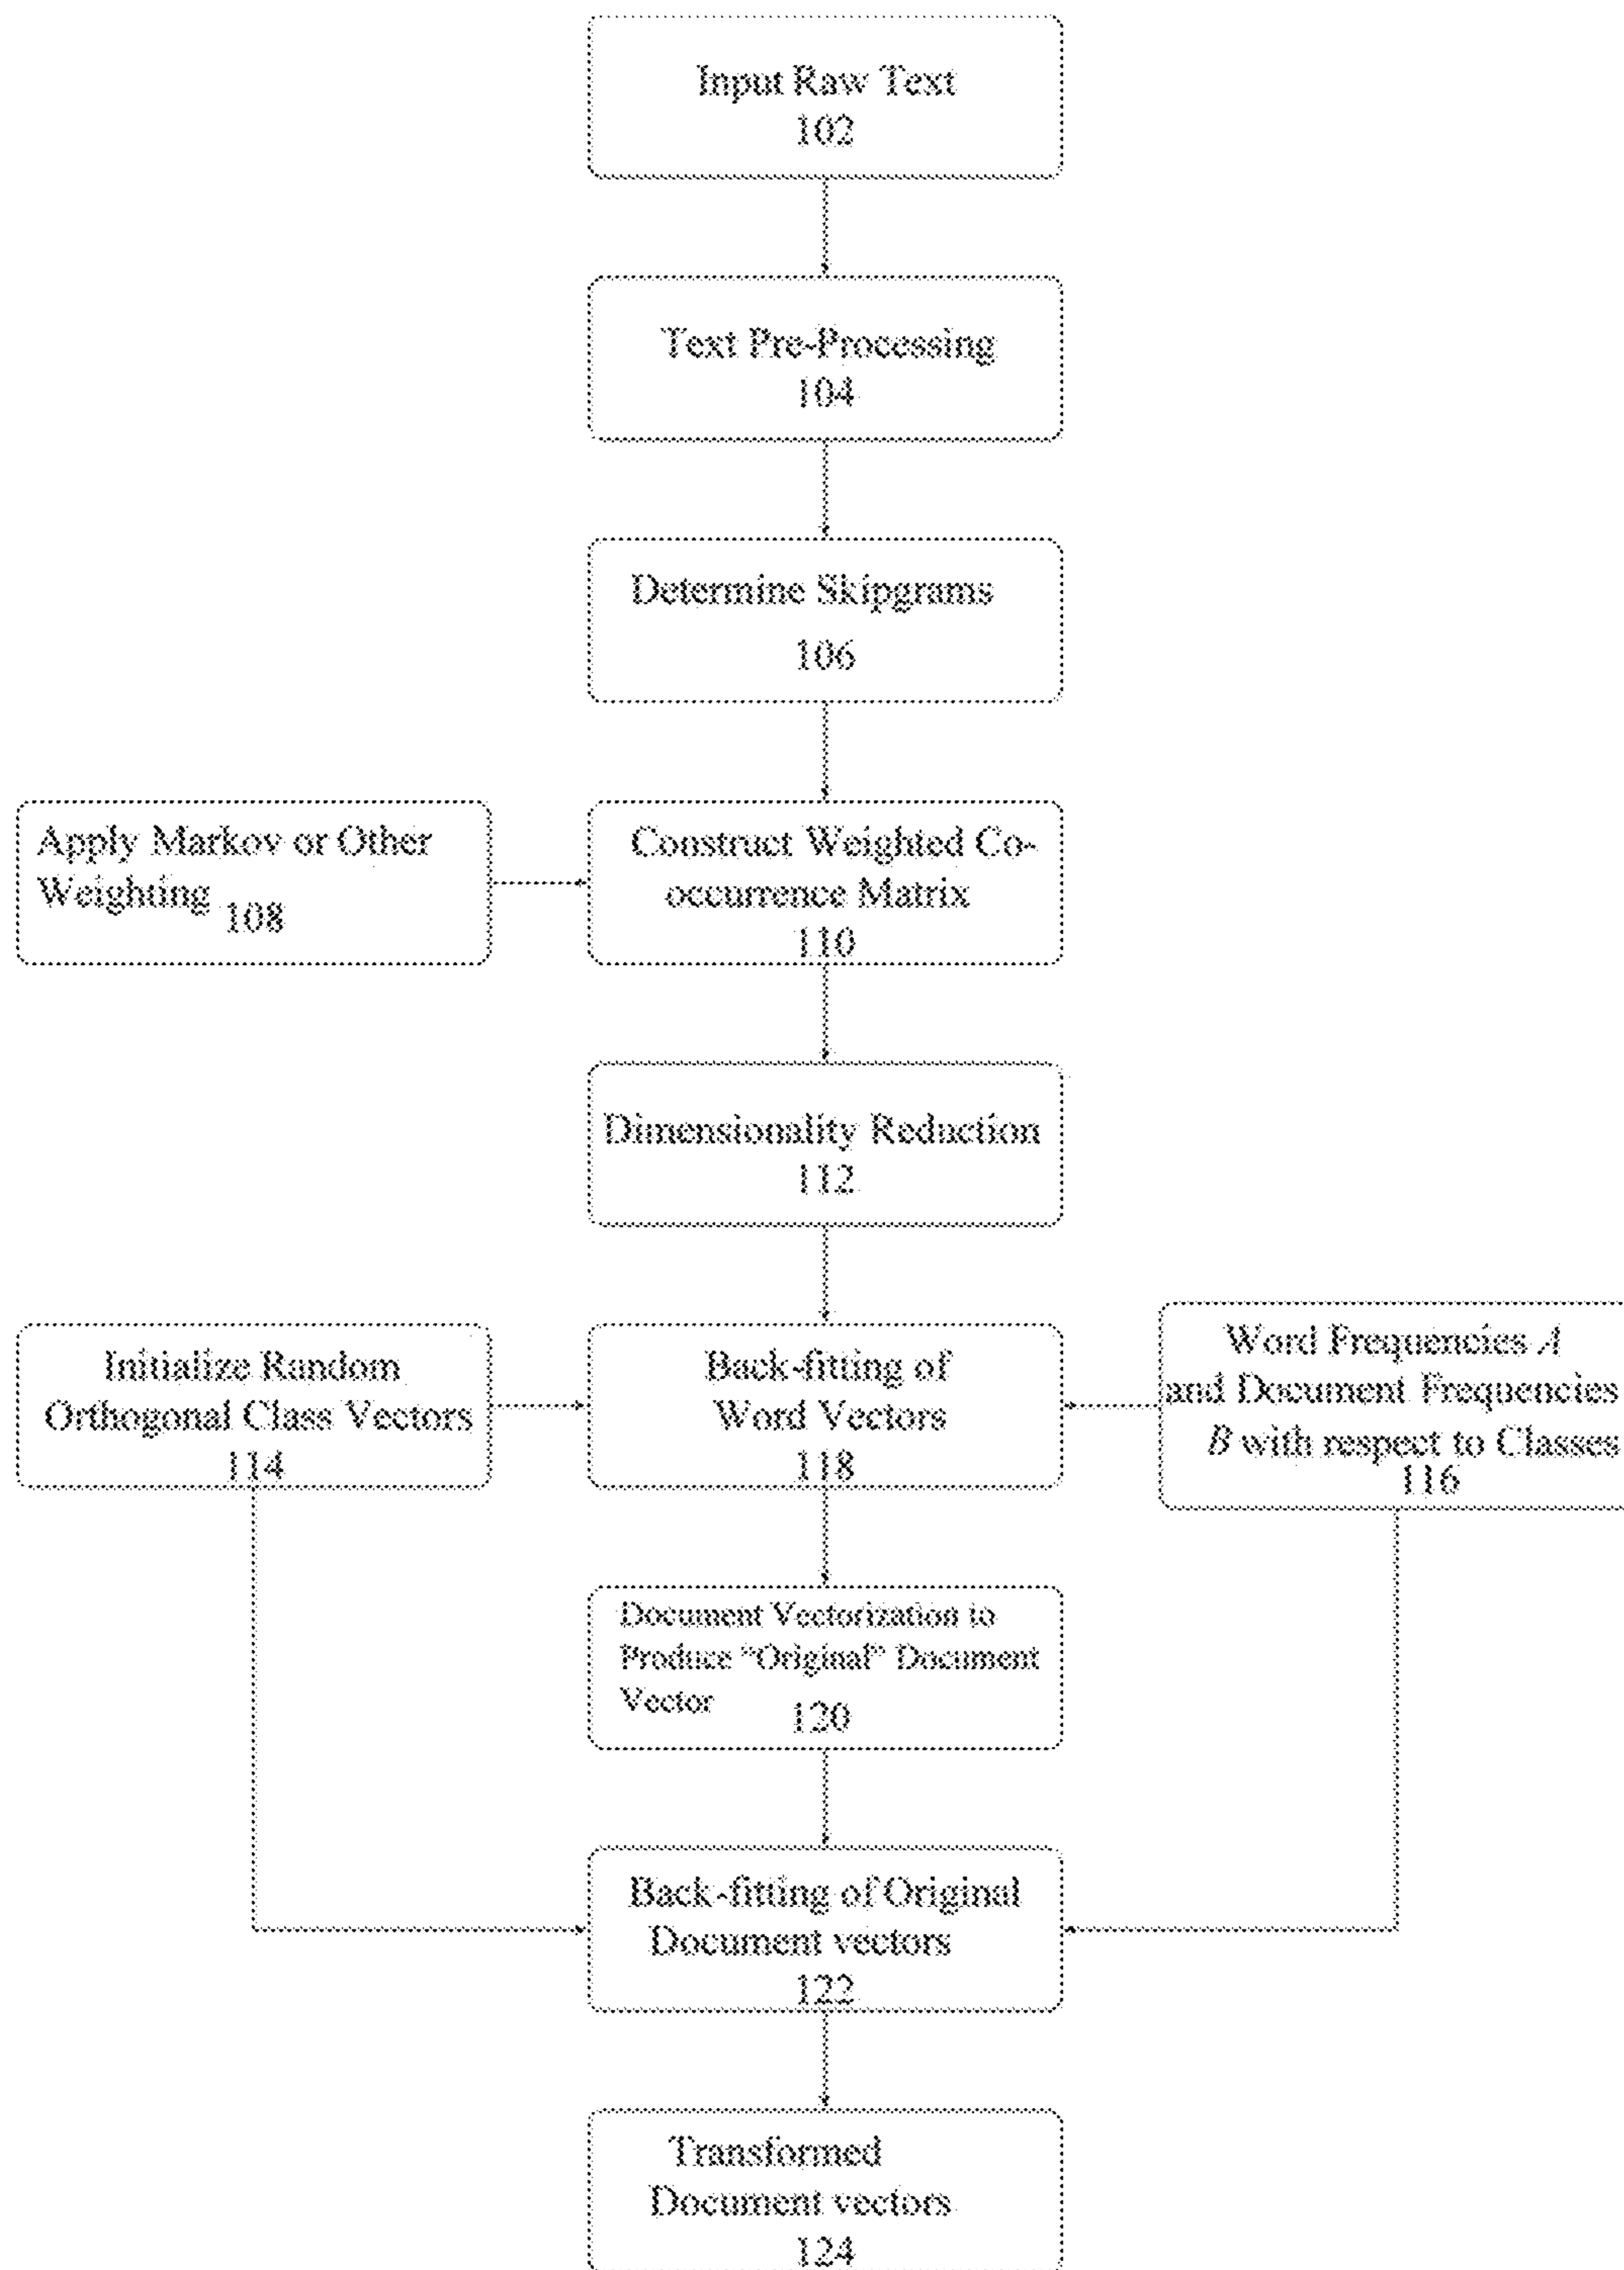 Input Raw Text
102
Text Pre-Processing
104
Determine Skipgrams
106
Apply Markov or Other
Weighting 108
Construct Weighted Co-
occurrence Matrix
110
Dimensionality Reduction
112
Initialize Random
Orthogonal Class Vectors
114
Back-fitting of
Word Vectors
118
Word Frequencies A
and Document Frequencies
B with respect to Classes
116
Document Vectorization to
Produce "Original" Document
Vector 120
Back-fitting of Original
Document vectors
122
Transformed
Document vectors
124